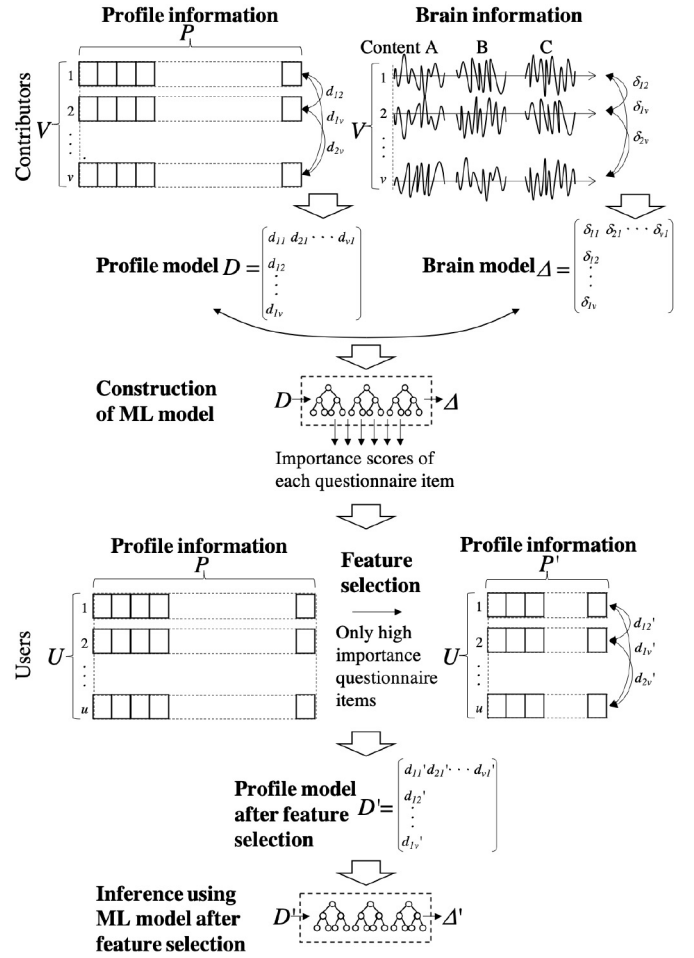 Profile information
P
Contributors
V
1
2
v
d12
d1v
d2v
Brain information
Content A B C
V
1
2
v
δ12
δ1v
δ2v
Profile model D =
d11 d21 · · · dv1
d12
d1v
Brain model Δ =
δ11 δ21 · · · δv1
δ12
δ1v
Construction
of ML model
D Δ
Importance scores of
each questionnaire item
Profile information
P
Users
U
1
2
u
Feature
selection
Only high
importance
questionnaire
items
Profile information
P'
U
1
2
u
d12'
d1v'
d2v'
Profile model
after feature
selection
D'=
d11'd21'· · · dv1'
d12'
d1v'
Inference using
ML model after
feature selection
D' Δ'